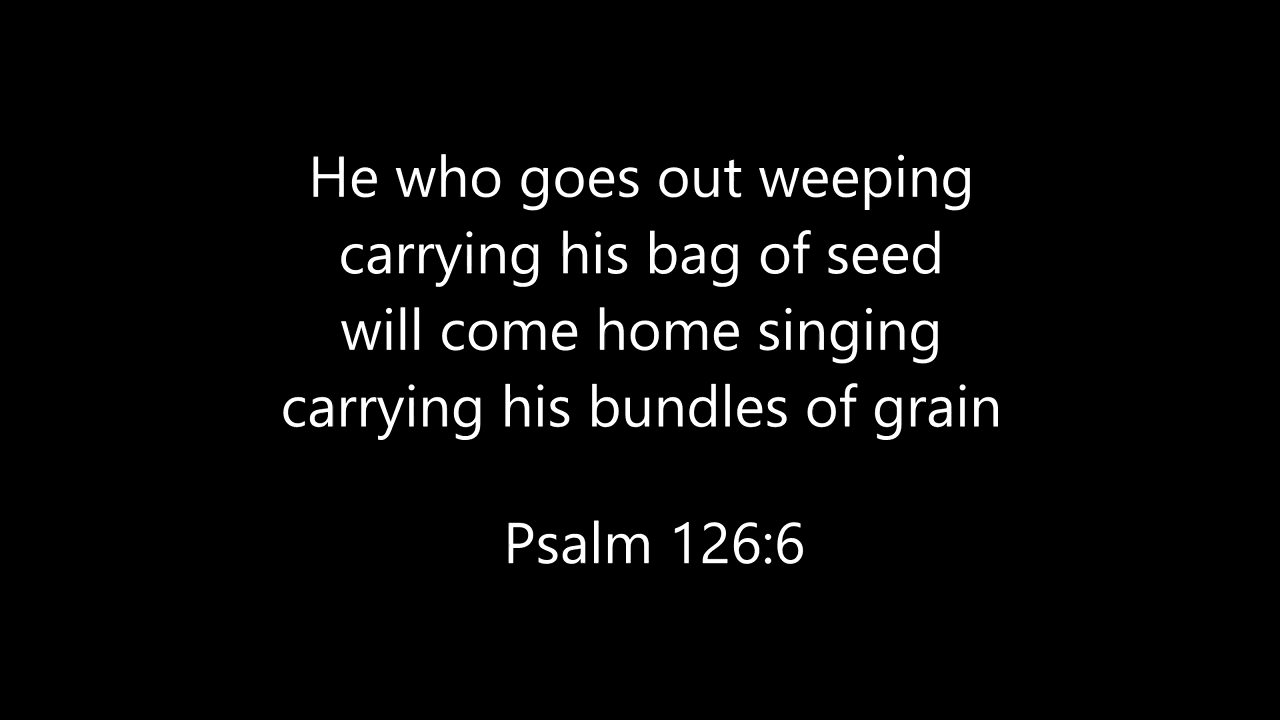 He who goes out weeping
carrying his bag of seed
will come home singing
carrying his bundles of grain
Psalm 126:6